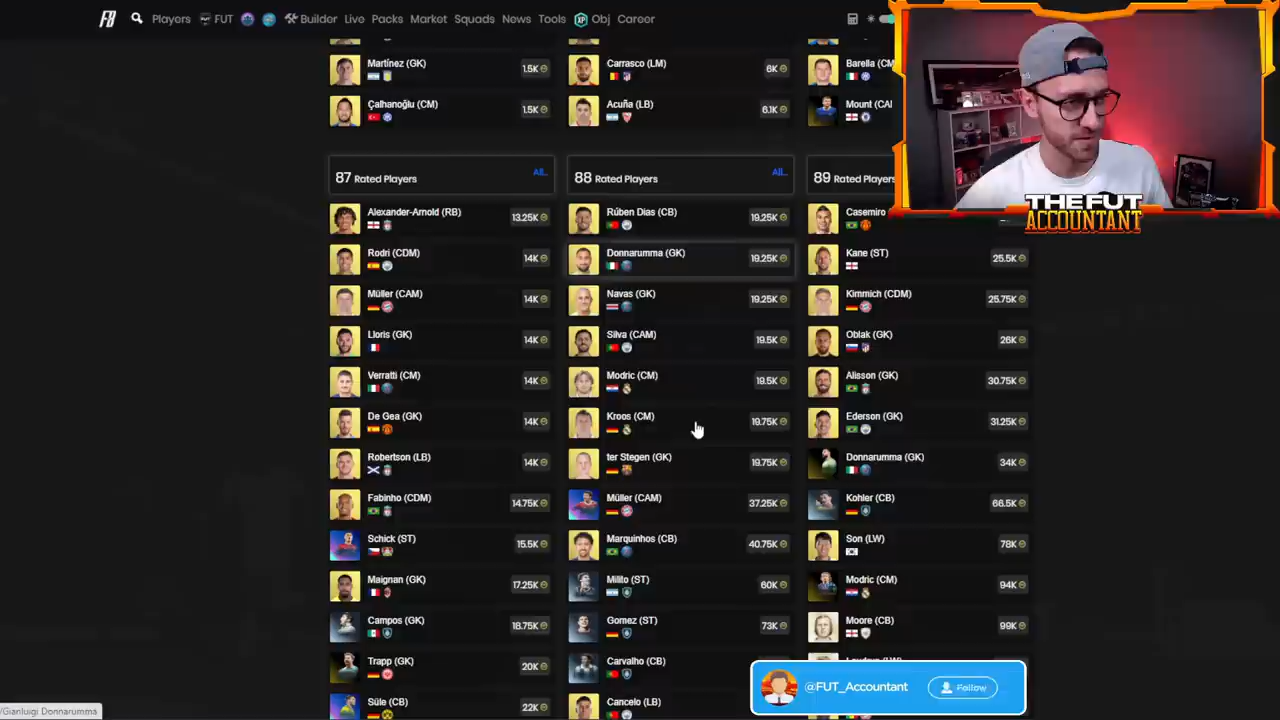 FB Players FUT Builder Live Packs Market Squads News Tools XP Obj Career
Martínez (GK) 1.5K
Carrasco (LM) 6K
Barella (CM
Çalhanoğlu (CM) 1.5K
Acuña (LB) 6.1K
Mount (CAI
87 Rated Players All..
88 Rated Players All..
89 Rated Players
Alexander-Arnold (RB) 13.25K
Rúben Dias (CB) 19.25K
Casemiro
Rodri (CDM) 14K
Donnarumma (GK) 19.25K
Kane (ST) 25.5K
Müller (CAM) 14K
Navas (GK) 19.25K
Kimmich (CDM) 25.75K
Lloris (GK) 14K
Silva (CAM) 19.5K
Oblak (GK) 26K
Verratti (CM) 14K
Modric (CM) 19.5K
Alisson (GK) 30.75K
De Gea (GK) 14K
Kroos (CM) 19.75K
Ederson (GK) 31.25K
Robertson (LB) 14K
ter Stegen (GK) 19.75K
Donnarumma (GK) 34K
Fabinho (CDM) 14.75K
Müller (CAM) 37.25K
Kohler (CB) 66.5K
Schick (ST) 15.5K
Marquinhos (CB) 40.75K
Son (LW) 78K
Maignan (GK) 17.25K
Milito (ST) 60K
Modric (CM) 94K
Campos (GK) 18.75K
Gomez (ST) 73K
Moore (CB) 99K
Trapp (GK) 20K
Carvalho (CB)
Süle (CB) 22K
Cancelo (LB)
THE FUT
ACCOUNTANT
@FUT_Accountant Follow
/Gianluigi Donnarumma